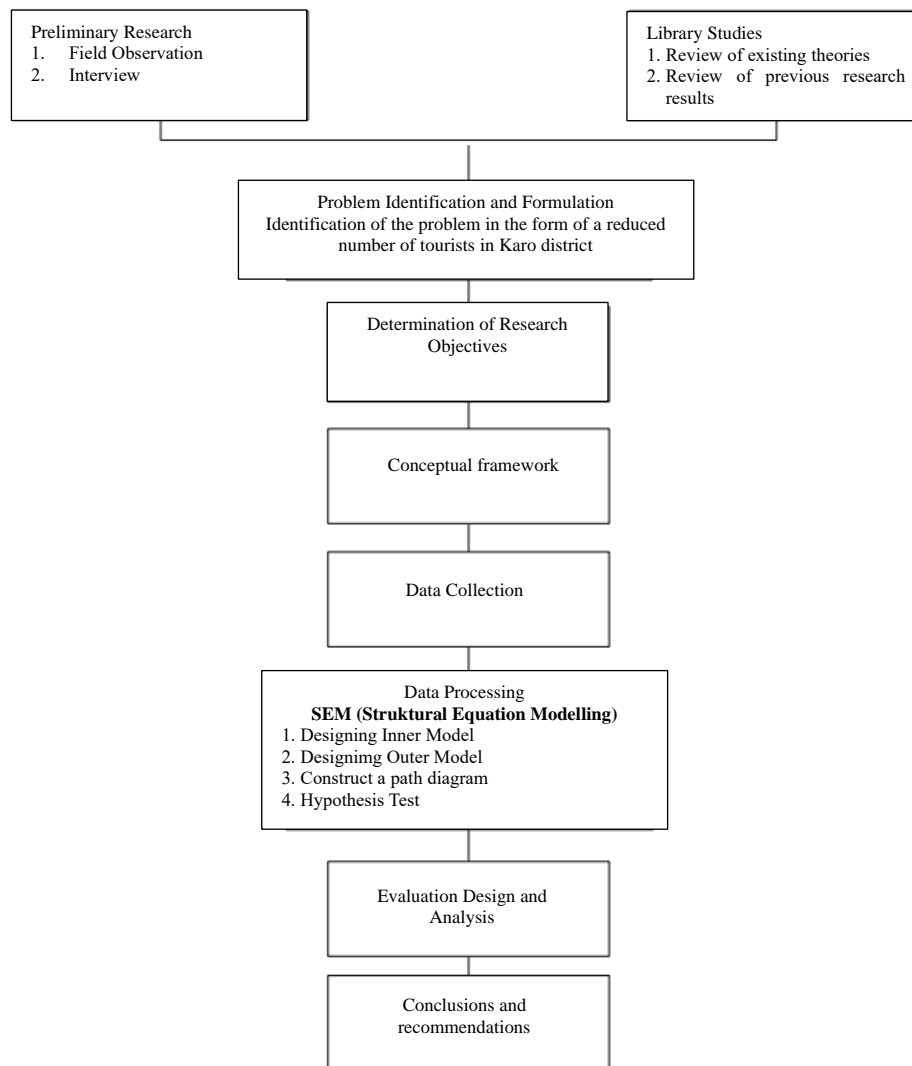 Preliminary Research
1. Field Observation
2. Interview
Library Studies
1. Review of existing theories
2. Review of previous research
results
Problem Identification and Formulation
Identification of the problem in the form of a reduced
number of tourists in Karo district
Determination of Research
Objectives
Conceptual framework
Data Collection
Data Processing
SEM (Struktural Equation Modelling)
1. Designing Inner Model
2. Designimg Outer Model
3. Construct a path diagram
4. Hypothesis Test
Evaluation Design and
Analysis
Conclusions and
recommendations